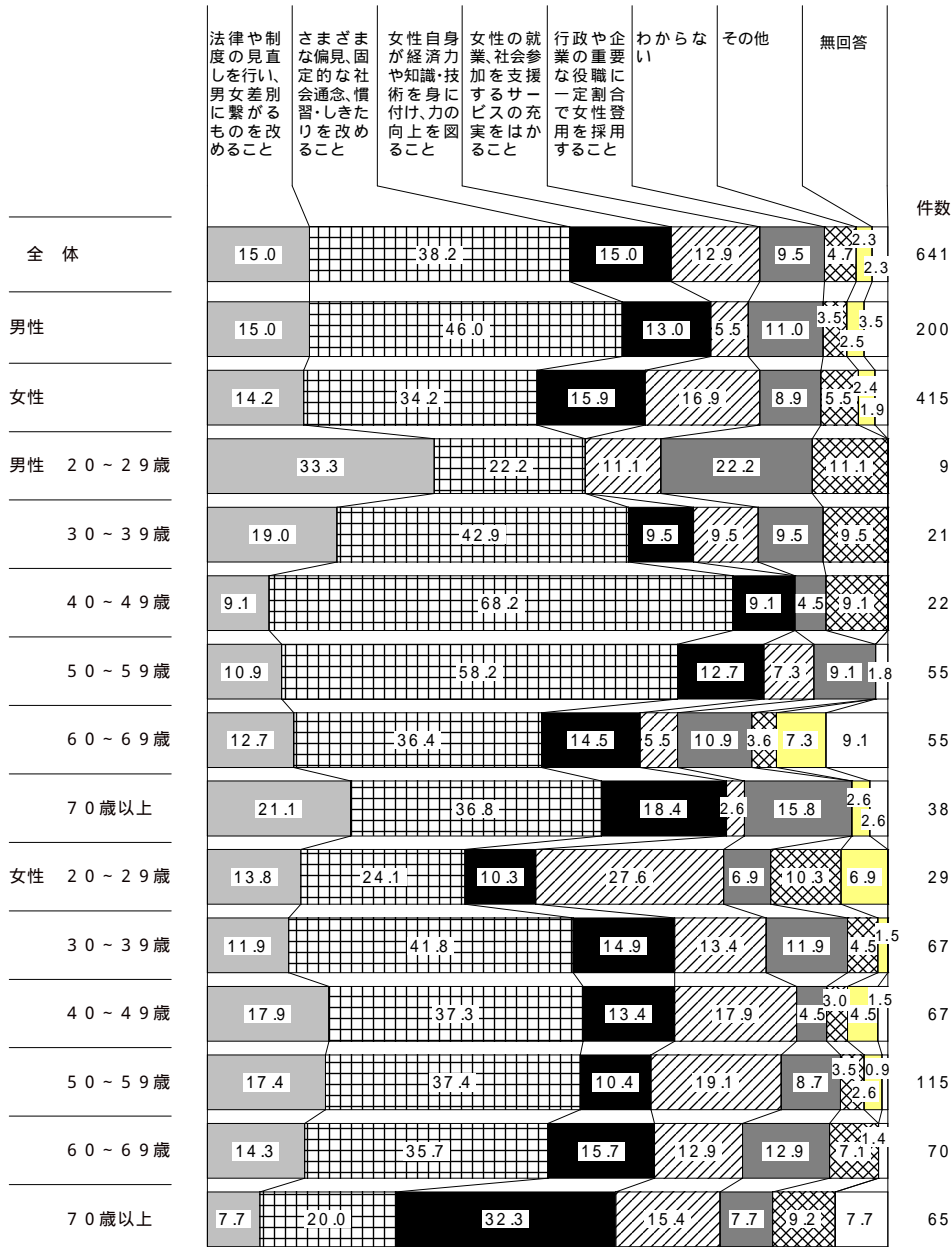 法律や制
度の見直
しを行い、
男女差別
に繋がる
ものを改
めること
さまざま
な偏見、固
定的な社
会通念、慣
習・しきた
りを改め
ること
女性自身
が経済力
や知識・技
術を身に
付け、力の
向上を図
ること
女性の就
業、社会参
加を支援
するサー
ビスの充
実をはか
ること
行政や企
業の重要
な役職に
一定割合
で女性登
用を採用
すること
わからな
い
その他
無回答
件数
全 体 15.0 38.2 15.0 12.9 9.5 4.7 2.3 2.3 641
男性 15.0 46.0 13.0 5.5 11.0 3.5 2.5 3.5 200
女性 14.2 34.2 15.9 16.9 8.9 5.5 2.4 1.9 415
男性 20~29歳 33.3 22.2 11.1 22.2 11.1 9
30~39歳 19.0 42.9 9.5 9.5 9.5 9.5 21
40~49歳 9.1 68.2 9.1 4.5 9.1 22
50~59歳 10.9 58.2 12.7 7.3 9.1 1.8 55
60~69歳 12.7 36.4 14.5 5.5 10.9 3.6 7.3 9.1 55
70歳以上 21.1 36.8 18.4 2.6 15.8 2.6 2.6 38
女性 20~29歳 13.8 24.1 10.3 27.6 6.9 10.3 6.9 29
30~39歳 11.9 41.8 14.9 13.4 11.9 4.5 1.5 67
40~49歳 17.9 37.3 13.4 17.9 4.5 3.0 4.5 1.5 67
50~59歳 17.4 37.4 10.4 19.1 8.7 3.5 2.6 0.9 115
60~69歳 14.3 35.7 15.7 12.9 12.9 7.1 1.4 70
70歳以上 7.7 20.0 32.3 15.4 7.7 9.2 7.7 65